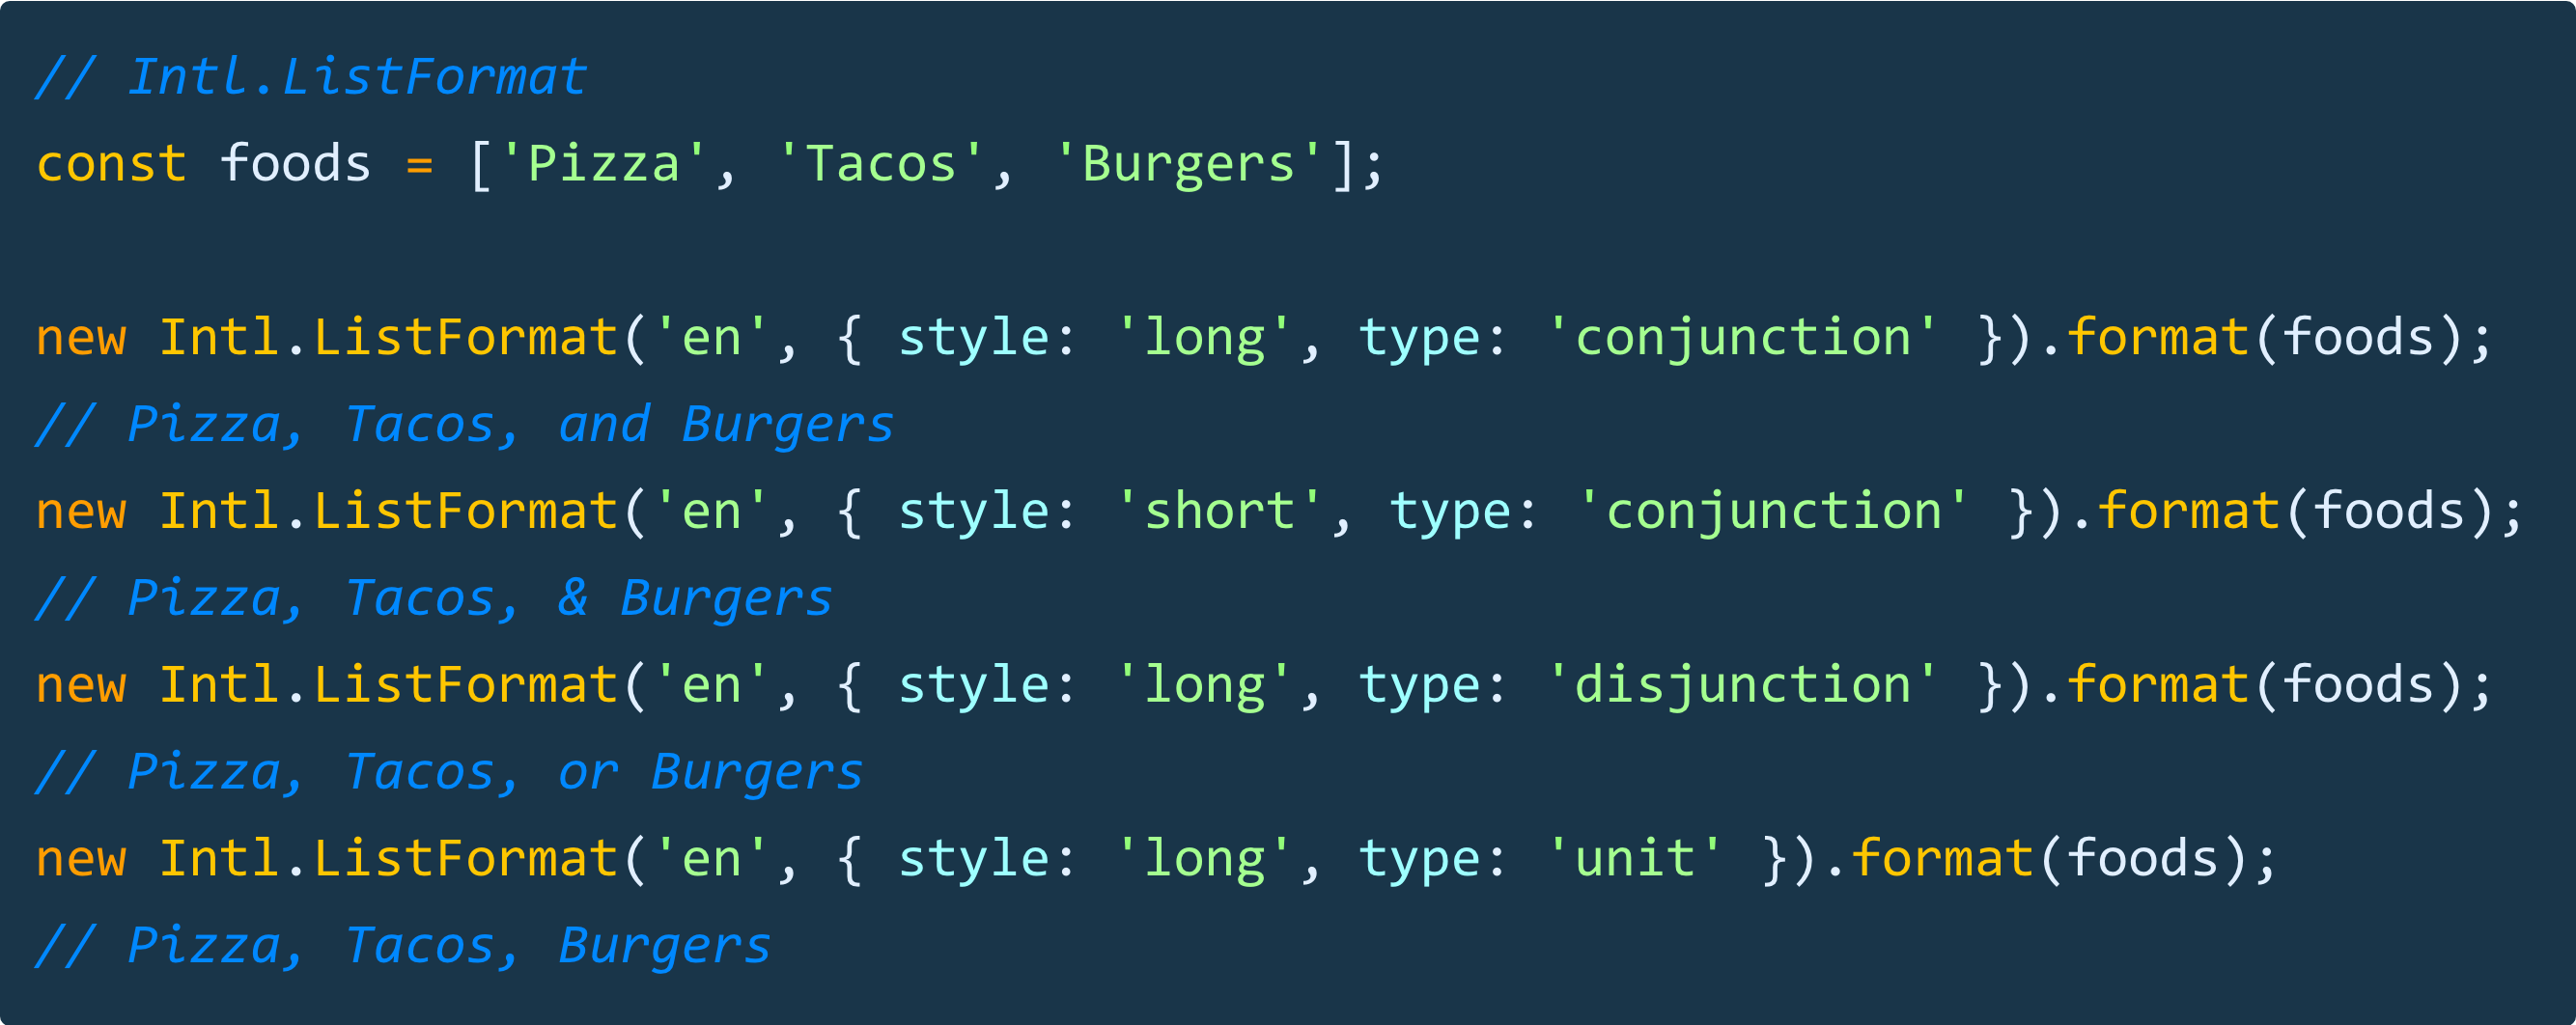 // Intl.ListFormat
const foods = ['Pizza', 'Tacos', 'Burgers'];
new Intl.ListFormat('en', { style: 'long', type: 'conjunction' }).format(foods);
// Pizza, Tacos, and Burgers
new Intl.ListFormat('en', { style: 'short', type: 'conjunction' }).format(foods);
// Pizza, Tacos, & Burgers
new Intl.ListFormat('en', { style: 'long', type: 'disjunction' }).format(foods);
// Pizza, Tacos, or Burgers
new Intl.ListFormat('en', { style: 'long', type: 'unit' }).format(foods);
// Pizza, Tacos, Burgers